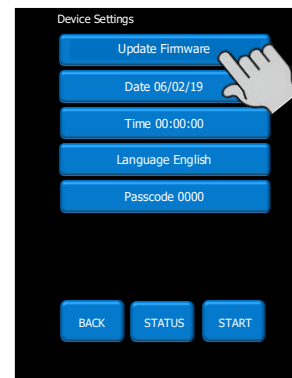 Device Settings
Update Firmware
Date 06/02/19
Time 00:00:00
Language English
Passcode 0000
BACK STATUS START